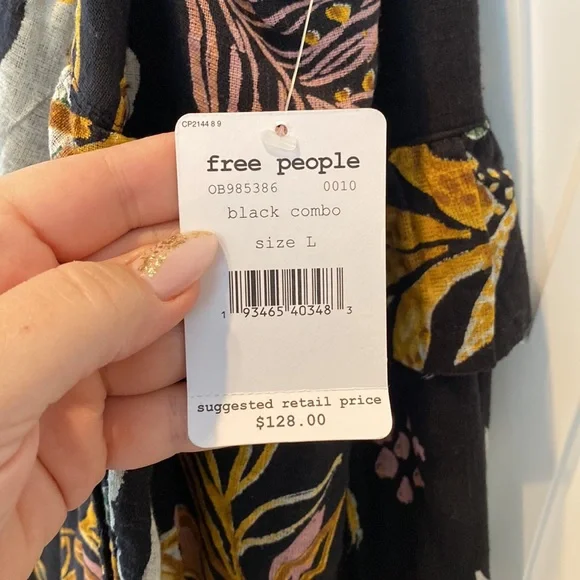 CP2144 8 9
free people
OB985386 0010
black combo
size L
1 93465 40348 3
suggested retail price
$128.00